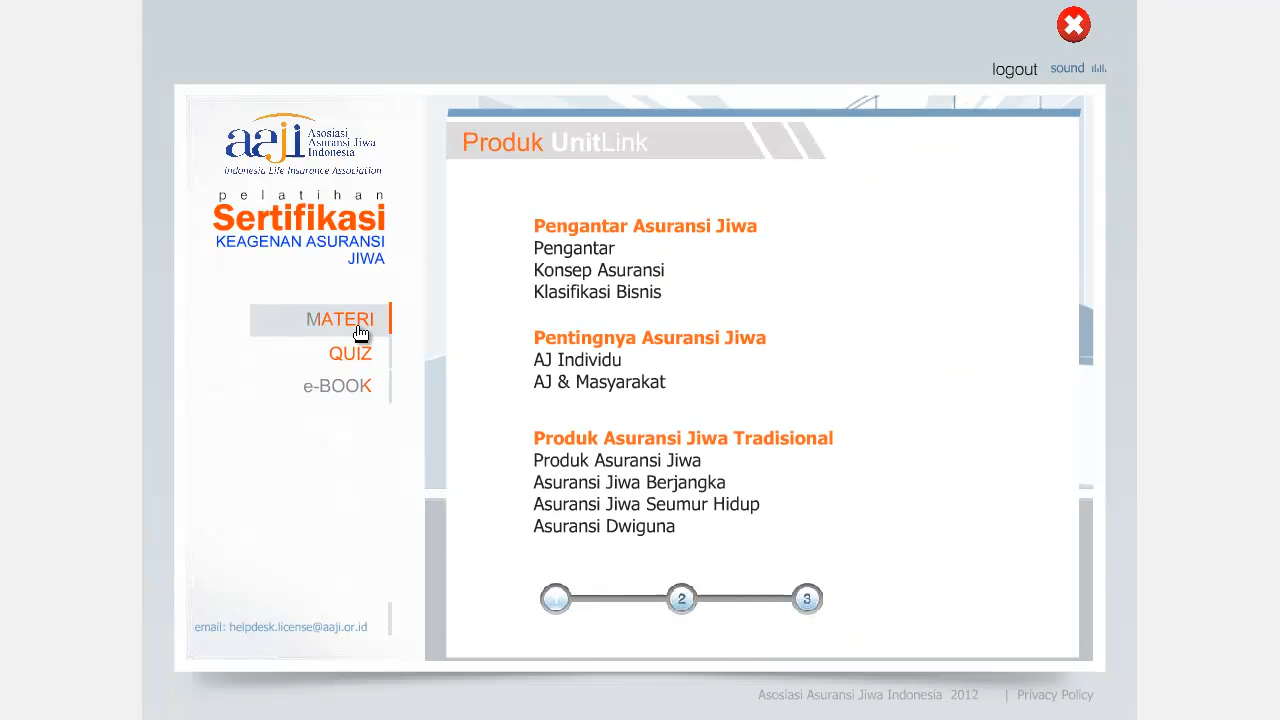 logout sound
aaji Asosiasi
Asuransi Jiwa
Indonesia
Indonesia Life Insurance Association
pelatihan
Sertifikasi
KEAGENAN ASURANSI
JIWA
MATERI
QUIZ
e-BOOK
email: helpdesk.license@aaji.or.id
Produk UnitLink
Pengantar Asuransi Jiwa
Pengantar
Konsep Asuransi
Klasifikasi Bisnis
Pentingnya Asuransi Jiwa
AJ Individu
AJ & Masyarakat
Produk Asuransi Jiwa Tradisional
Produk Asuransi Jiwa
Asuransi Jiwa Berjangka
Asuransi Jiwa Seumur Hidup
Asuransi Dwiguna
1 2 3
Asosiasi Asuransi Jiwa Indonesia 2012 | Privacy Policy